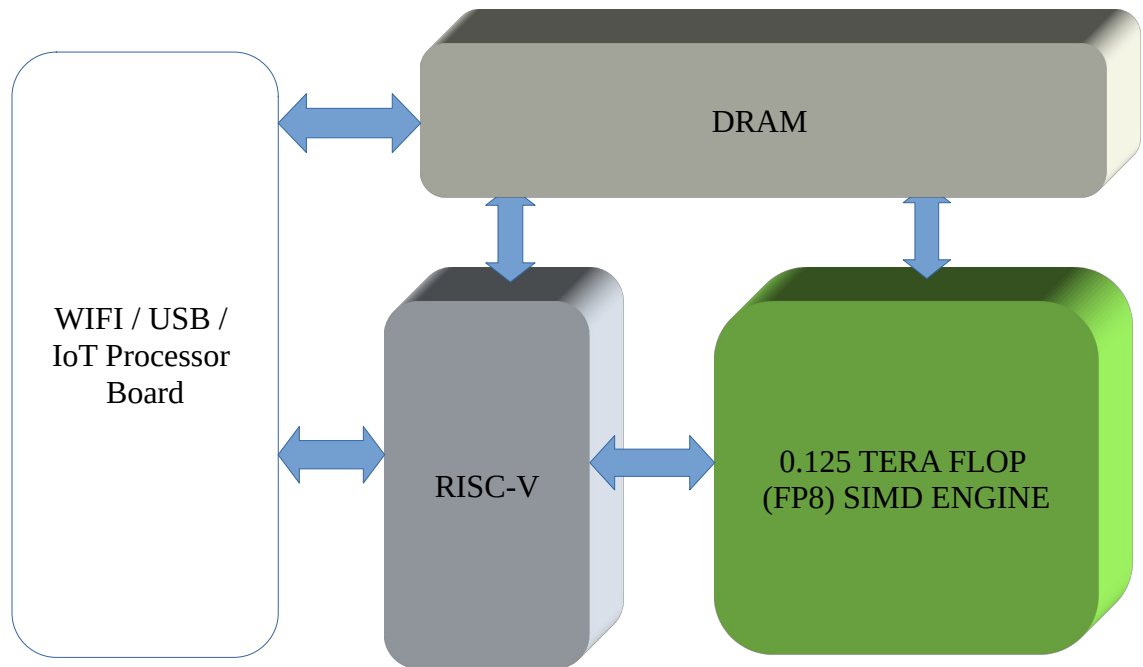 DRAM
WIFI / USB /
IoT Processor
Board
RISC-V
0.125 TERA FLOP
(FP8) SIMD ENGINE